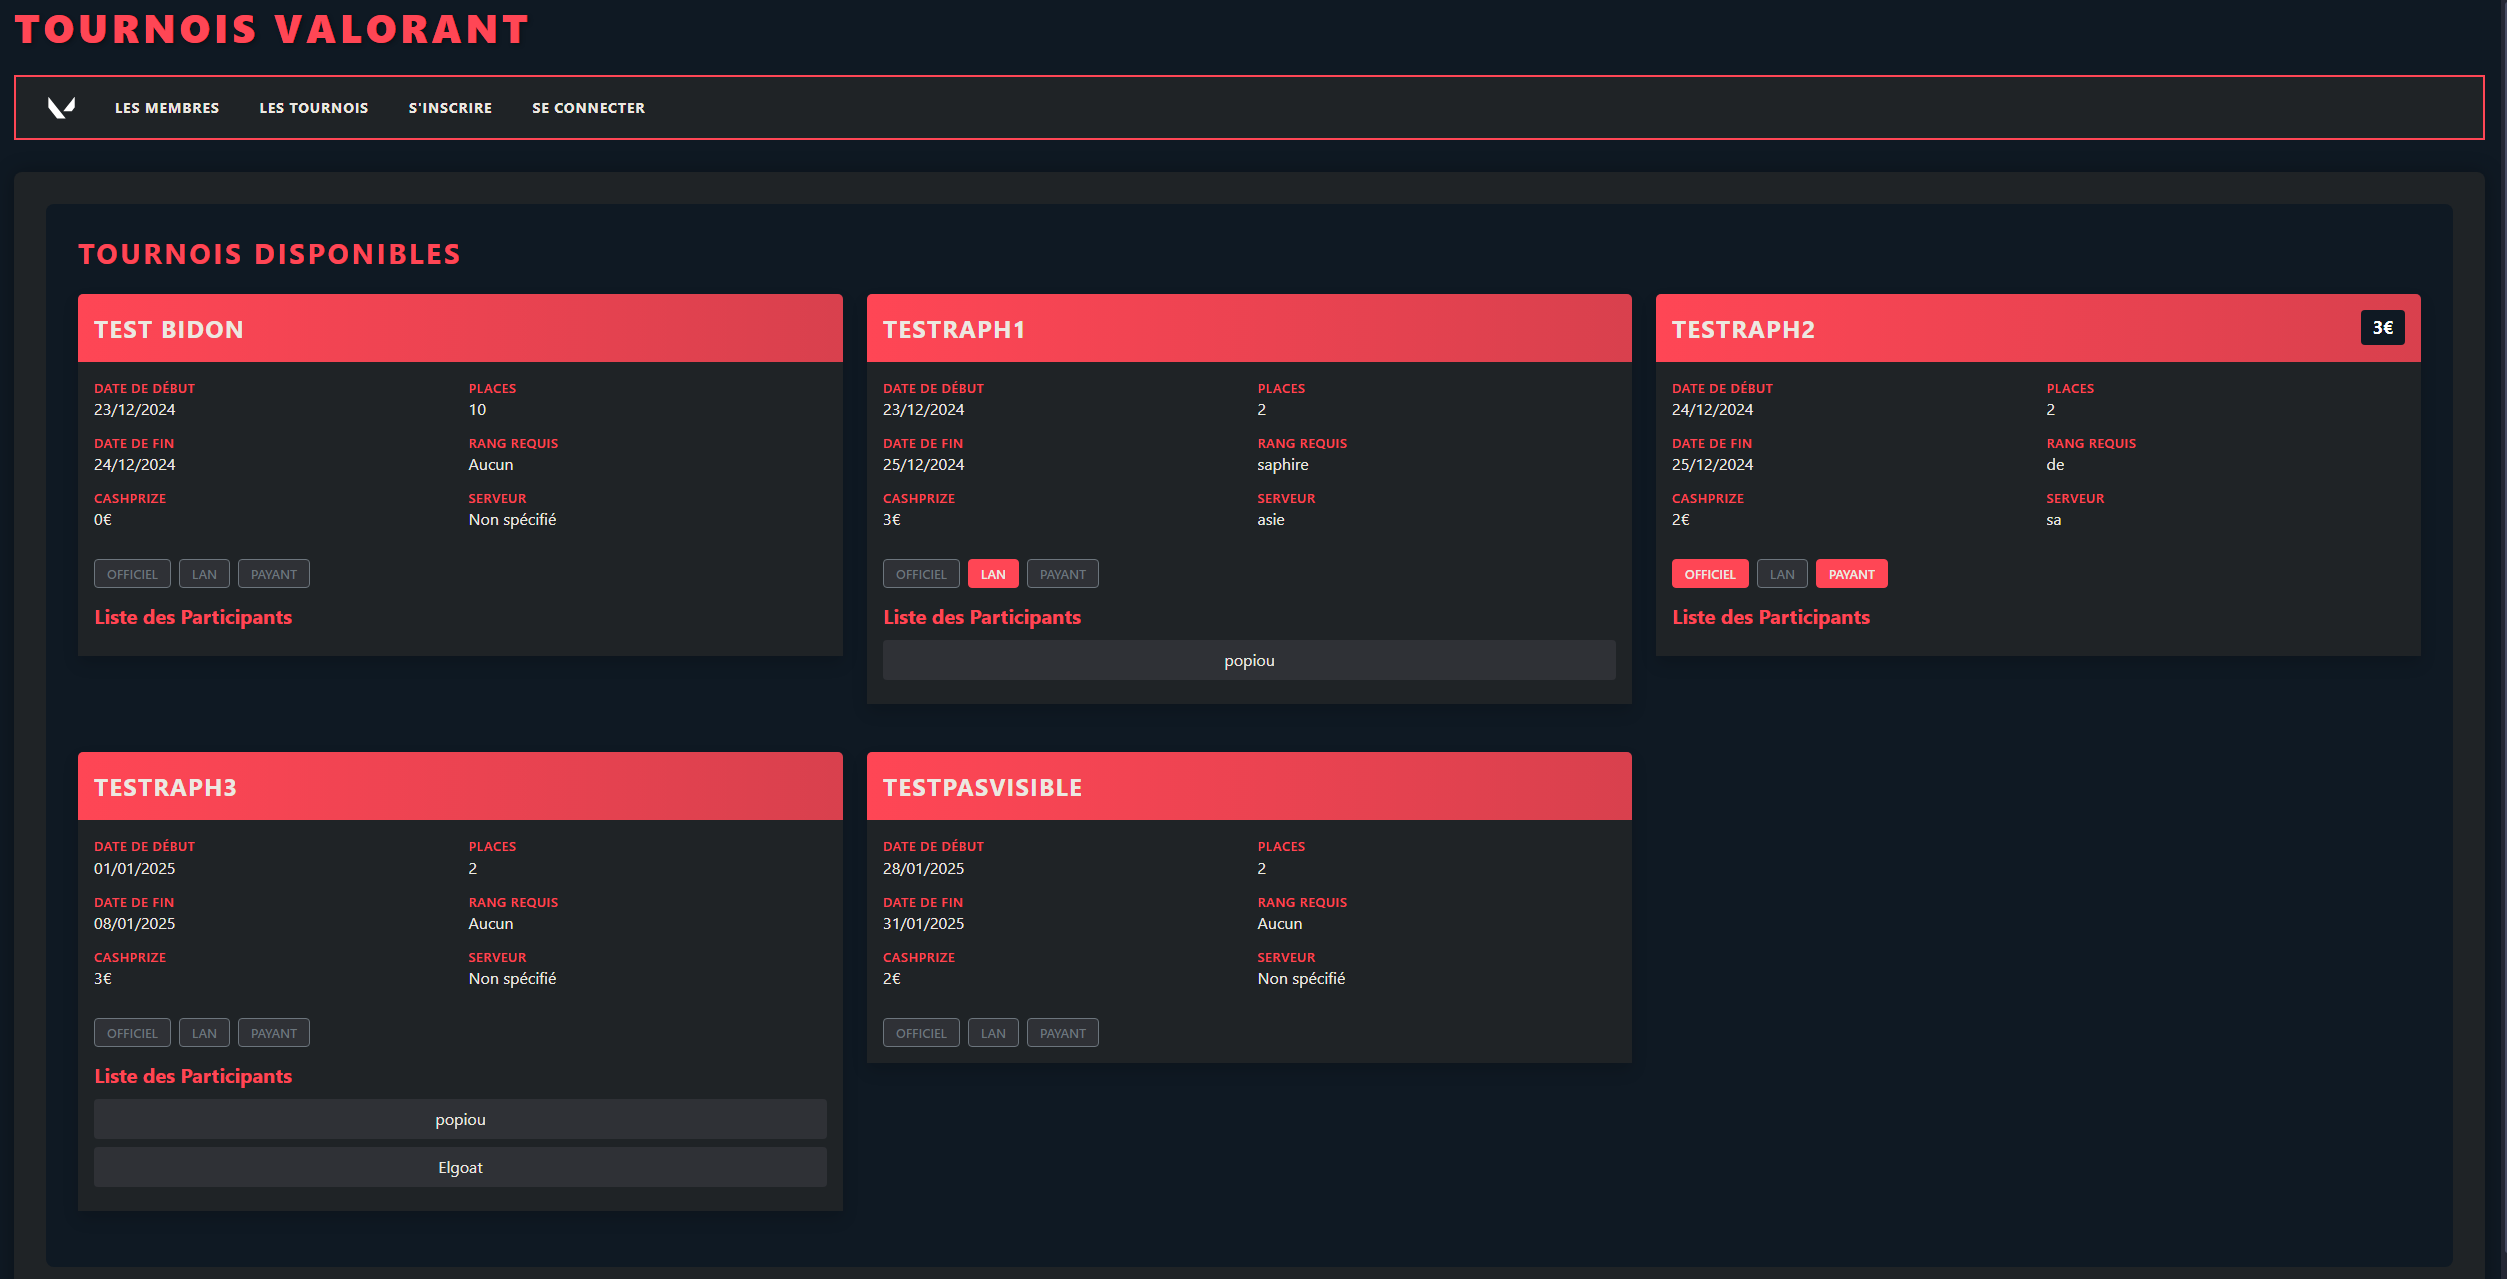 TOURNOIS VALORANT
LES MEMBRES LES TOURNOIS S'INSCRIRE SE CONNECTER
TOURNOIS DISPONIBLES
TEST BIDON
DATE DE DÉBUT PLACES
23/12/2024 10
DATE DE FIN RANG REQUIS
24/12/2024 Aucun
CASHPRIZE SERVEUR
0€ Non spécifié
OFFICIEL LAN PAYANT
Liste des Participants
TESTRAPH1
DATE DE DÉBUT PLACES
23/12/2024 2
DATE DE FIN RANG REQUIS
25/12/2024 saphire
CASHPRIZE SERVEUR
3€ asie
OFFICIEL LAN PAYANT
Liste des Participants
popiou
TESTRAPH2 3€
DATE DE DÉBUT PLACES
24/12/2024 2
DATE DE FIN RANG REQUIS
25/12/2024 de
CASHPRIZE SERVEUR
2€ sa
OFFICIEL LAN PAYANT
Liste des Participants
TESTRAPH3
DATE DE DÉBUT PLACES
01/01/2025 2
DATE DE FIN RANG REQUIS
08/01/2025 Aucun
CASHPRIZE SERVEUR
3€ Non spécifié
OFFICIEL LAN PAYANT
Liste des Participants
popiou
Elgoat
TESTPASVISIBLE
DATE DE DÉBUT PLACES
28/01/2025 2
DATE DE FIN RANG REQUIS
31/01/2025 Aucun
CASHPRIZE SERVEUR
2€ Non spécifié
OFFICIEL LAN PAYANT